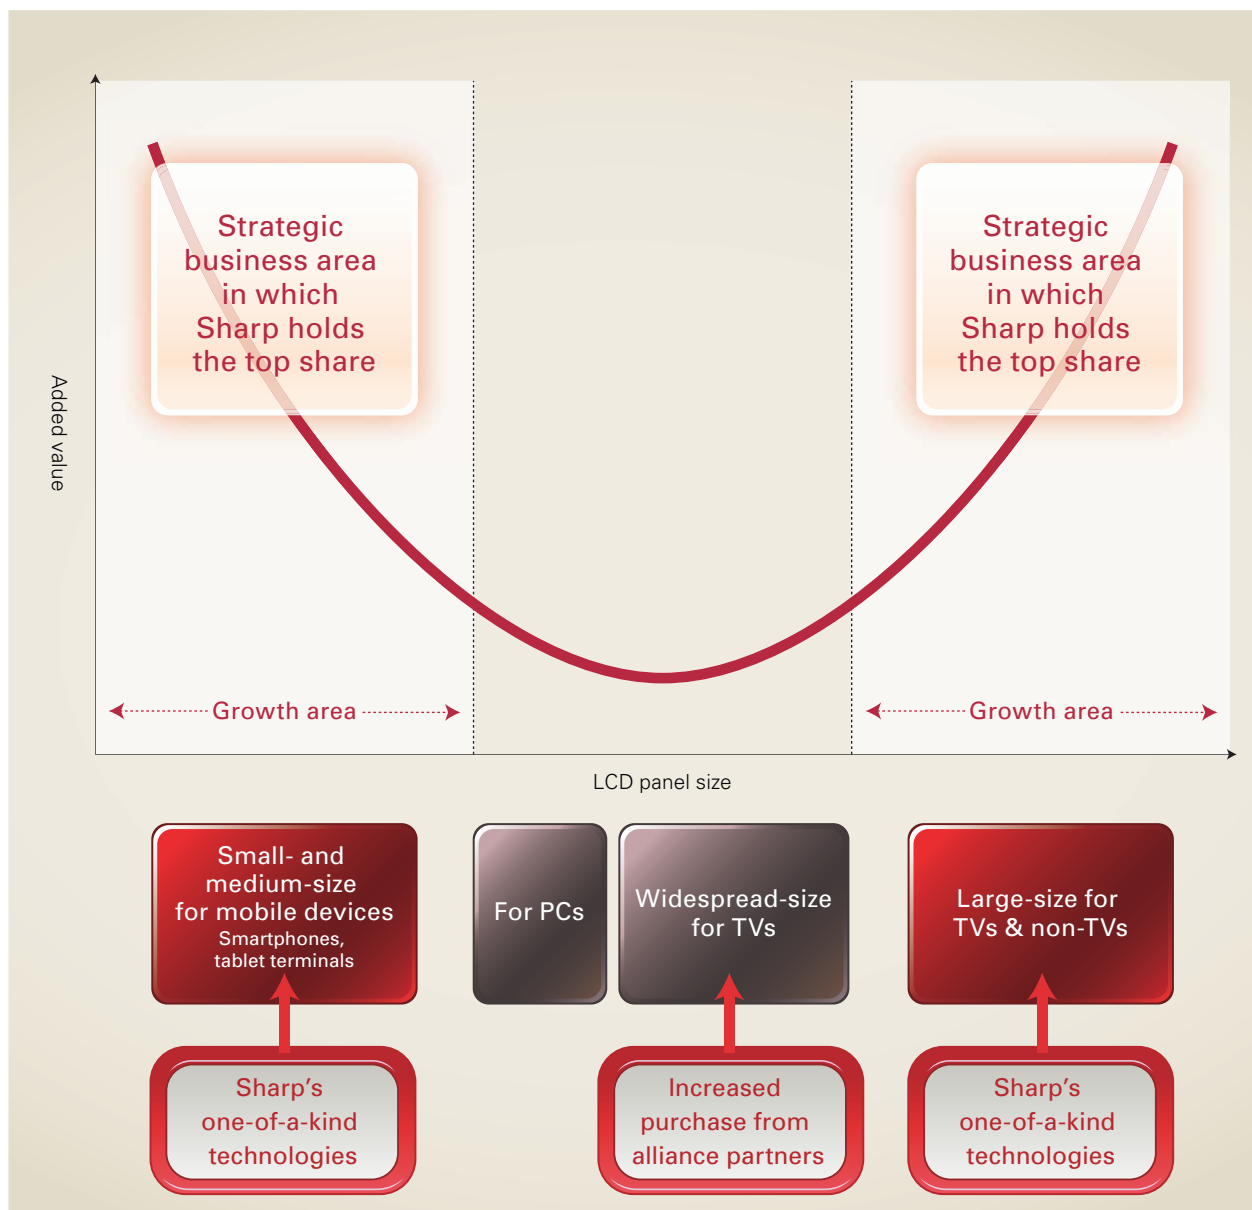 Strategic
business area
in which
Sharp holds
the top share
Strategic
business area
in which
Sharp holds
the top share
Added value
Growth area
Growth area
LCD panel size
Small- and
medium-size
for mobile devices
Smartphones,
tablet terminals
For PCs
Widespread-size
for TVs
Large-size for
TVs & non-TVs
Sharp’s
one-of-a-kind
technologies
Increased
purchase from
alliance partners
Sharp’s
one-of-a-kind
technologies